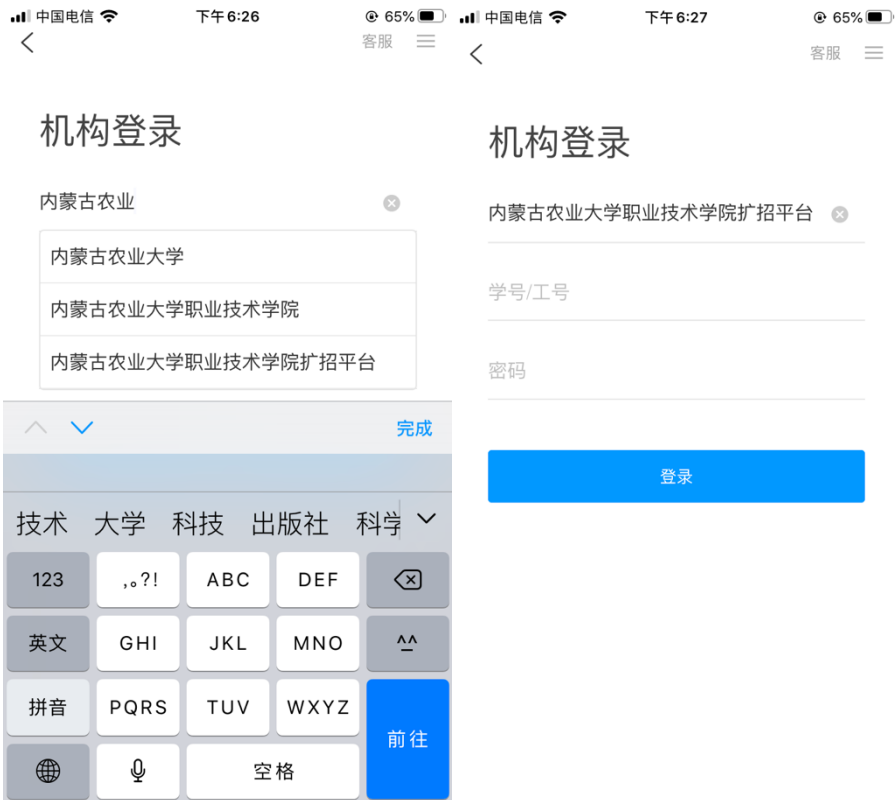 中国电信 下午6:26 65%
客服
机构登录
内蒙古农业
内蒙古农业大学
内蒙古农业大学职业技术学院
内蒙古农业大学职业技术学院扩招平台
完成
技术 大学 科技 出版社 科学
123 ,。?! ABC DEF
英文 GHI JKL MNO ^^
拼音 PQRS TUV WXYZ
前往
空格
中国电信 下午6:27 65%
客服
机构登录
内蒙古农业大学职业技术学院扩招平台
学号/工号
密码
登录